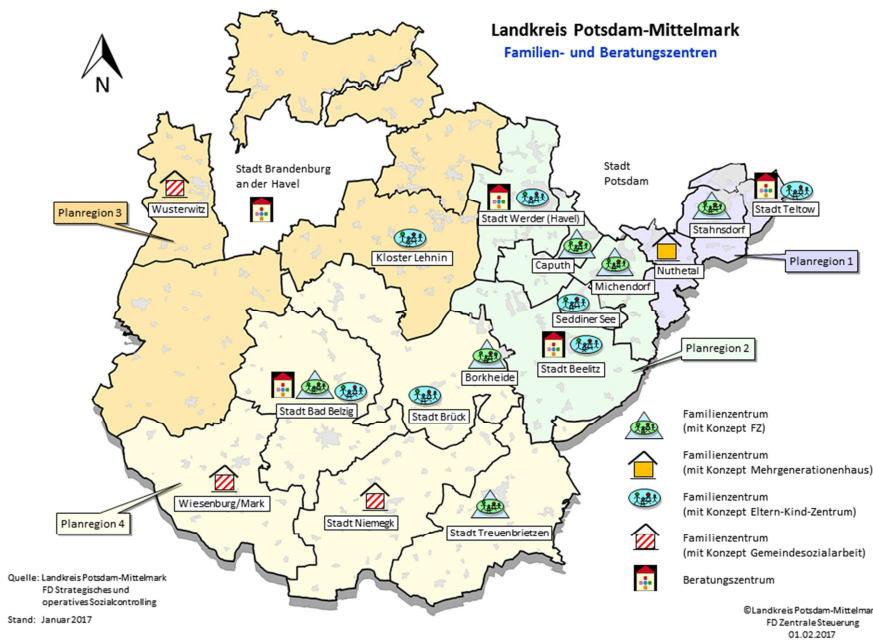 Landkreis Potsdam-Mittelmark
Familien- und Beratungszentren
N
Stadt Brandenburg
an der Havel
Stadt
Potsdam
Wusterwitz
Planregion 3
Stadt Werder (Havel)
Stadt Teltow
Stahnsdorf
Kloster Lehnin
Caputh
Nuthetal
Planregion 1
Michendorf
Seddiner See
Planregion 2
Stadt Beelitz
Borkheide
Stadt Bad Belzig
Stadt Brück
Wiesenburg/Mark
Planregion 4
Stadt Niemegk
Stadt Treuenbrietzen
Familienzentrum
(mit Konzept FZ)
Familienzentrum
(mit Konzept Mehrgenerationenhaus)
Familienzentrum
(mit Konzept Eltern-Kind-Zentrum)
Familienzentrum
(mit Konzept Gemeindesozialarbeit)
Beratungszentrum
Quelle: Landkreis Potsdam-Mittelmark
FD Strategisches und
operatives Sozialcontrolling
Stand: Januar 2017
©Landkreis Potsdam-Mittelmar
FD Zentrale Steuerung
01.02.2017